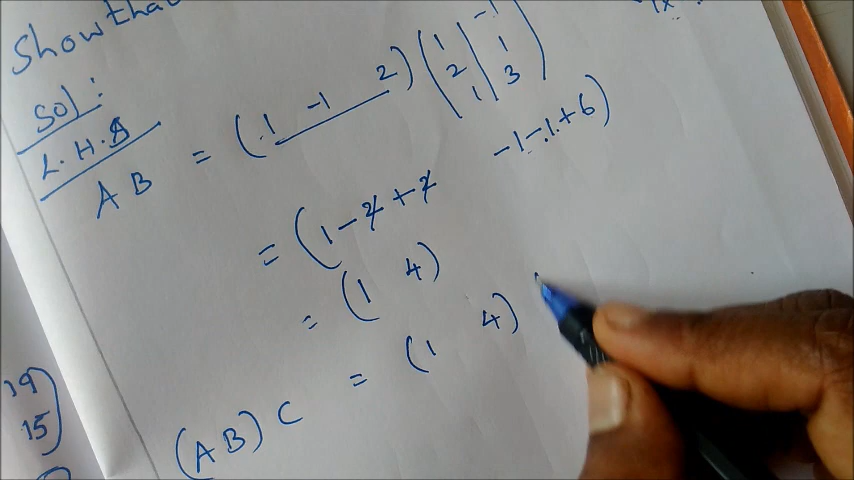 Show that
Sol:
L.H.S
AB = (1 -1 2) (1 -1
2 1
1 3)
= (1-2+2 -1-1+6)
= (1 4)
(AB)C = (1 4)
19)
15)